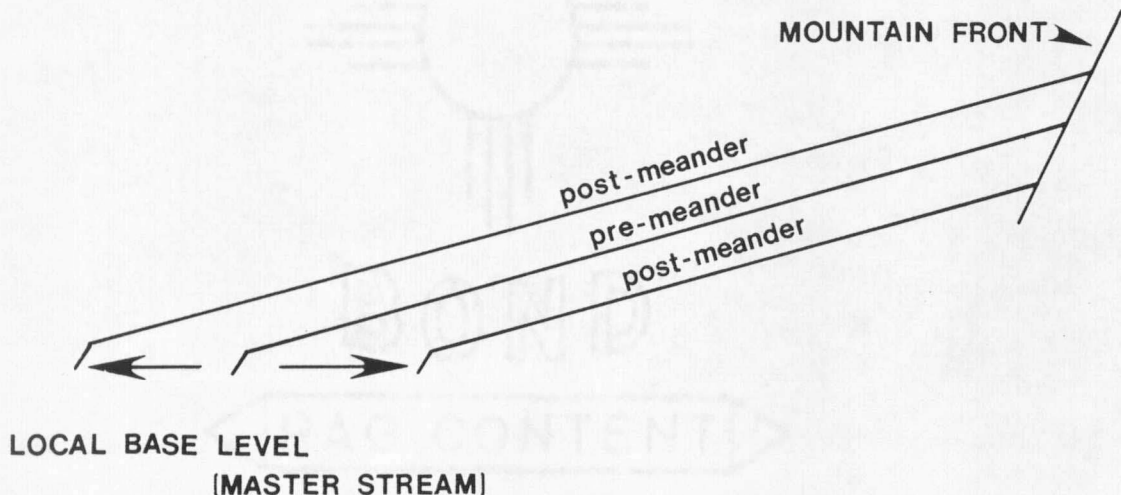 MOUNTAIN FRONT
post-meander
pre-meander
post-meander
LOCAL BASE LEVEL
[MASTER STREAM]